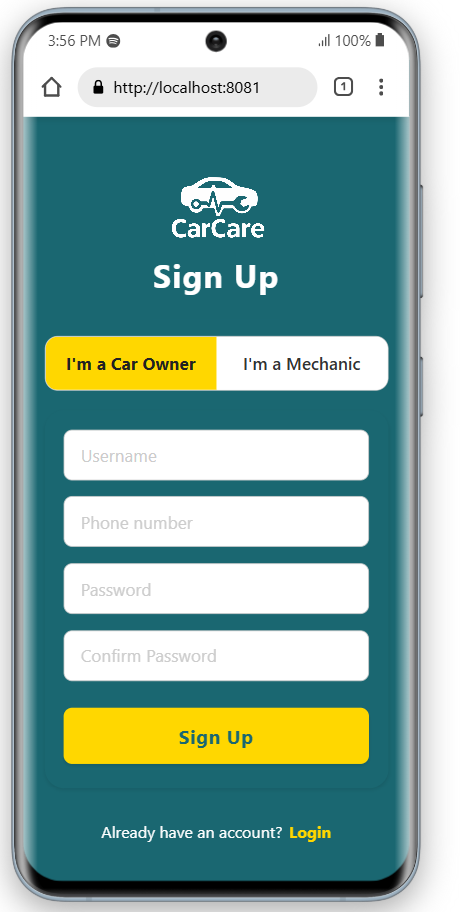 3:56 PM
100%
http://localhost:8081
1
CarCare
Sign Up
I'm a Car Owner
I'm a Mechanic
Username
Phone number
Password
Confirm Password
Sign Up
Already have an account? Login